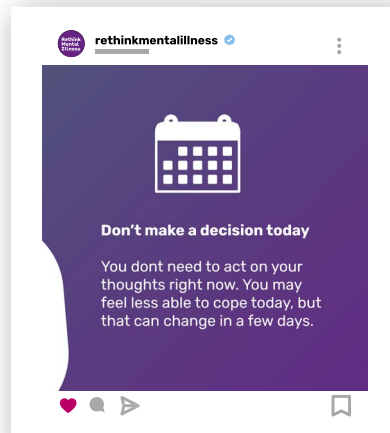 Rethink
Mental
Illness
rethinkmentalillness
Don’t make a decision today
You dont need to act on your
thoughts right now. You may
feel less able to cope today, but
that can change in a few days.